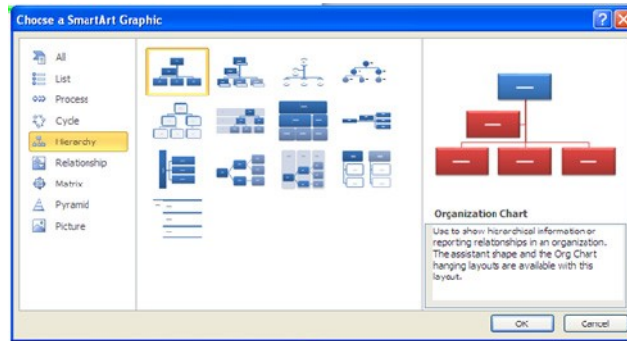 Choose a SmartArt Graphic
All
List
Process
Cycle
Hierarchy
Relationship
Matrix
Pyramid
Picture
Organization Chart
Use to show hierarchical information or
reporting relationships in an organization.
The assistant shape and the Org Chart
hanging layouts are available with this
layout.
OK
Cancel